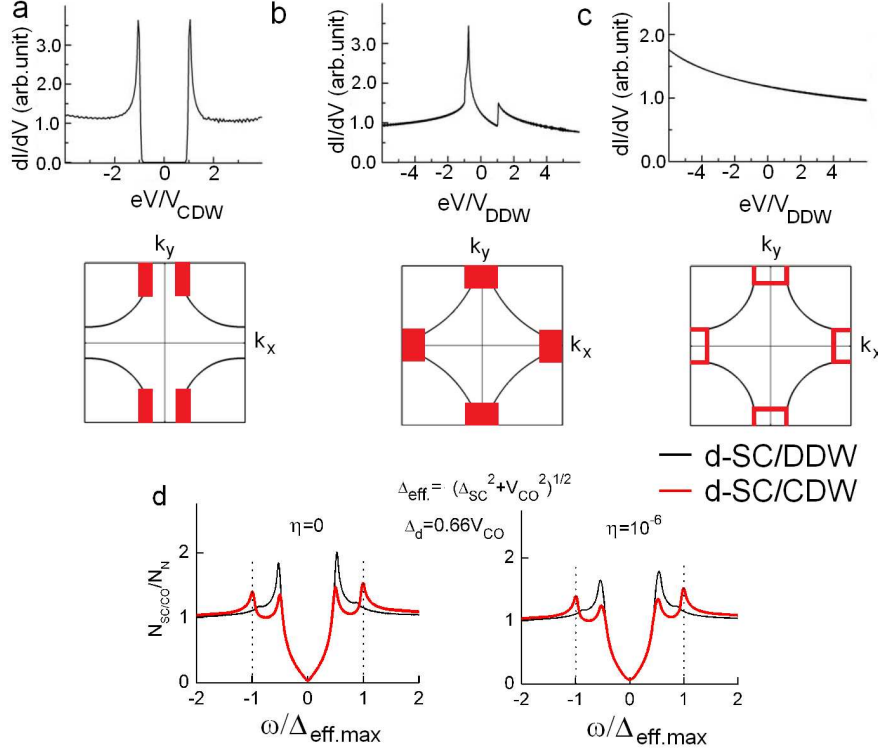 a
dI/dV (arb.unit)
3.0
2.0
1.0
0.0
-2
0
2
eV/V_CDW
b
dI/dV (arb.unit)
4.0
3.0
2.0
1.0
0.0
-4
-2
0
2
4
eV/V_DDW
c
dI/dV (arb.unit)
2.0
1.0
0.0
-4
-2
0
2
4
eV/V_DDW
k_y
k_x
k_y
k_x
k_y
k_x
d-SC/DDW
d-SC/CDW
d
Δ_eff.= (Δ_SC^2+V_CO^2)^1/2
Δ_d=0.66V_CO
η=0
N_SC/CO/N_N
2
1
0
-2
-1
0
1
2
ω/Δ_eff.max
η=10^-6
2
1
0
-2
-1
0
1
2
ω/Δ_eff.max